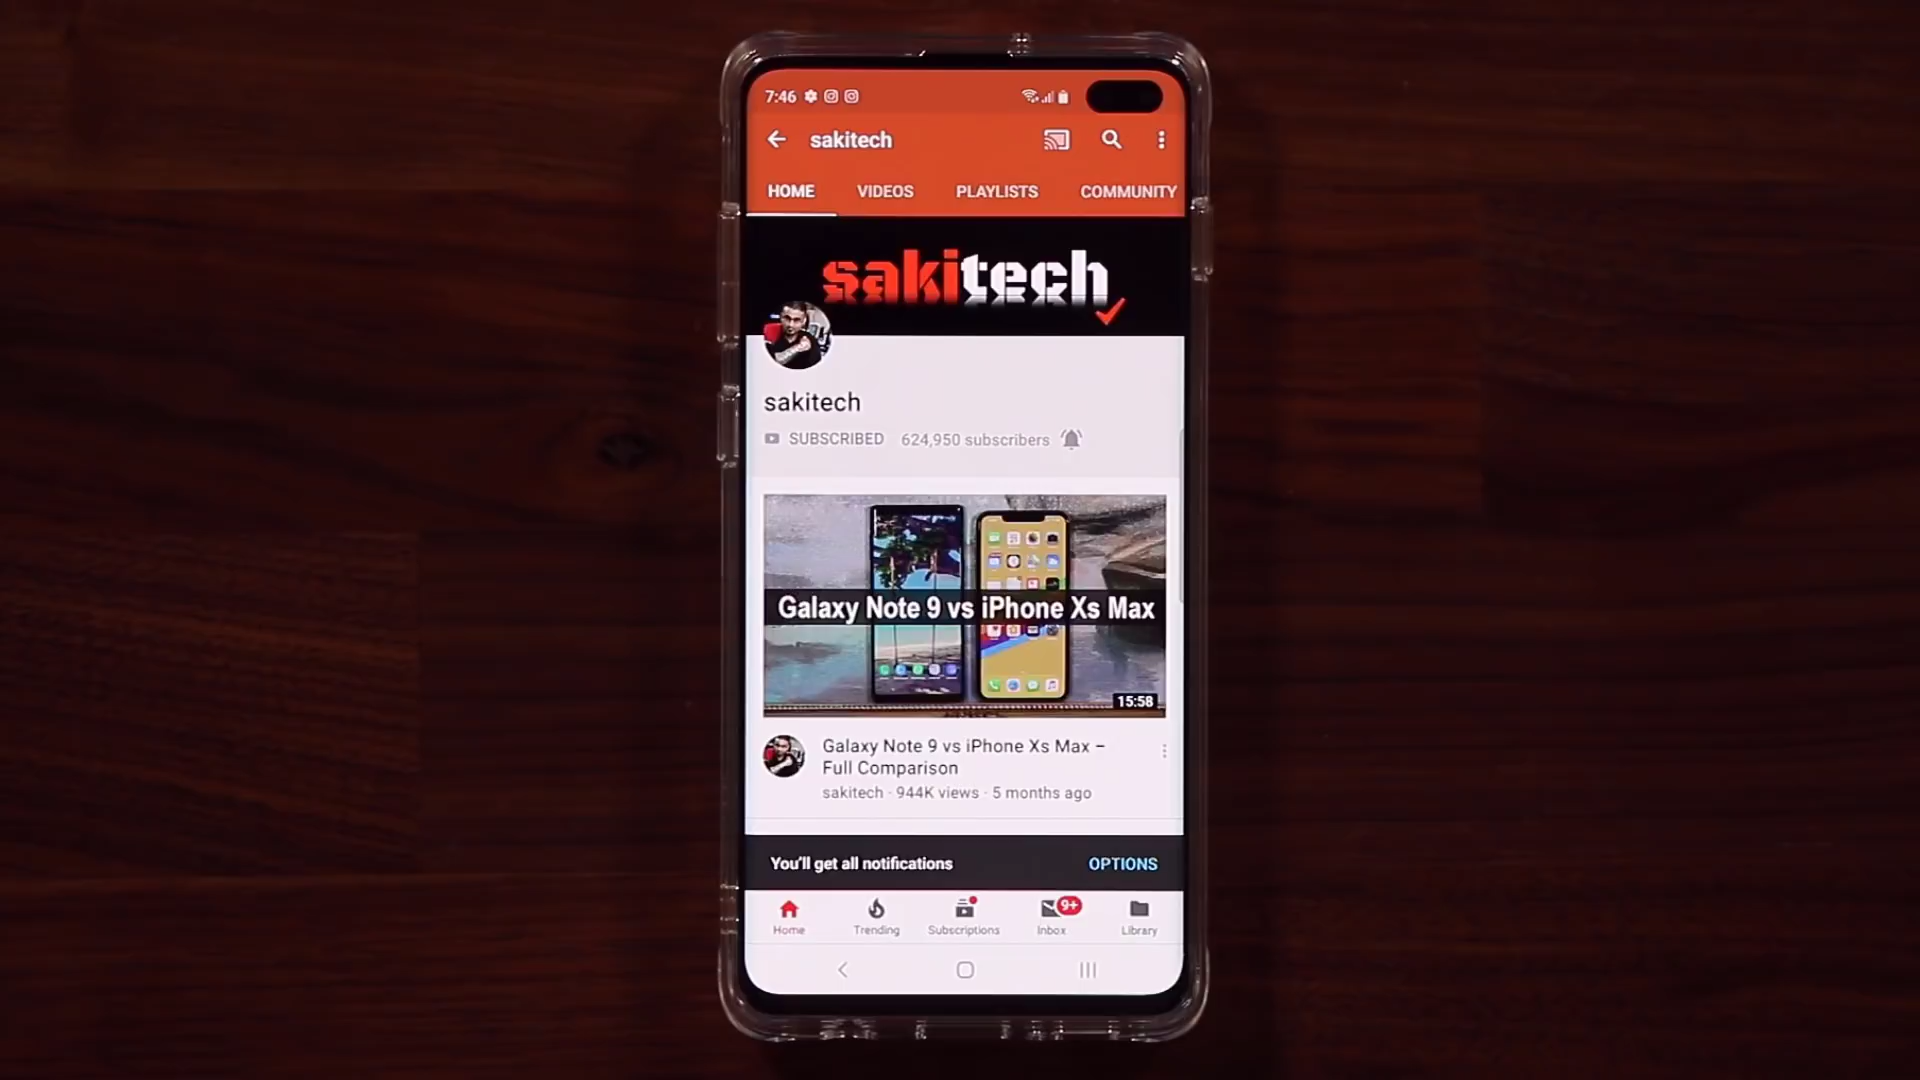 7:46
sakitech
HOME VIDEOS PLAYLISTS COMMUNITY
sakitech
sakitech
SUBSCRIBED 624,950 subscribers
Galaxy Note 9 vs iPhone Xs Max
15:58
Galaxy Note 9 vs iPhone Xs Max –
Full Comparison
sakitech · 944K views · 5 months ago
You'll get all notifications OPTIONS
9+
Home Trending Subscriptions Inbox Library